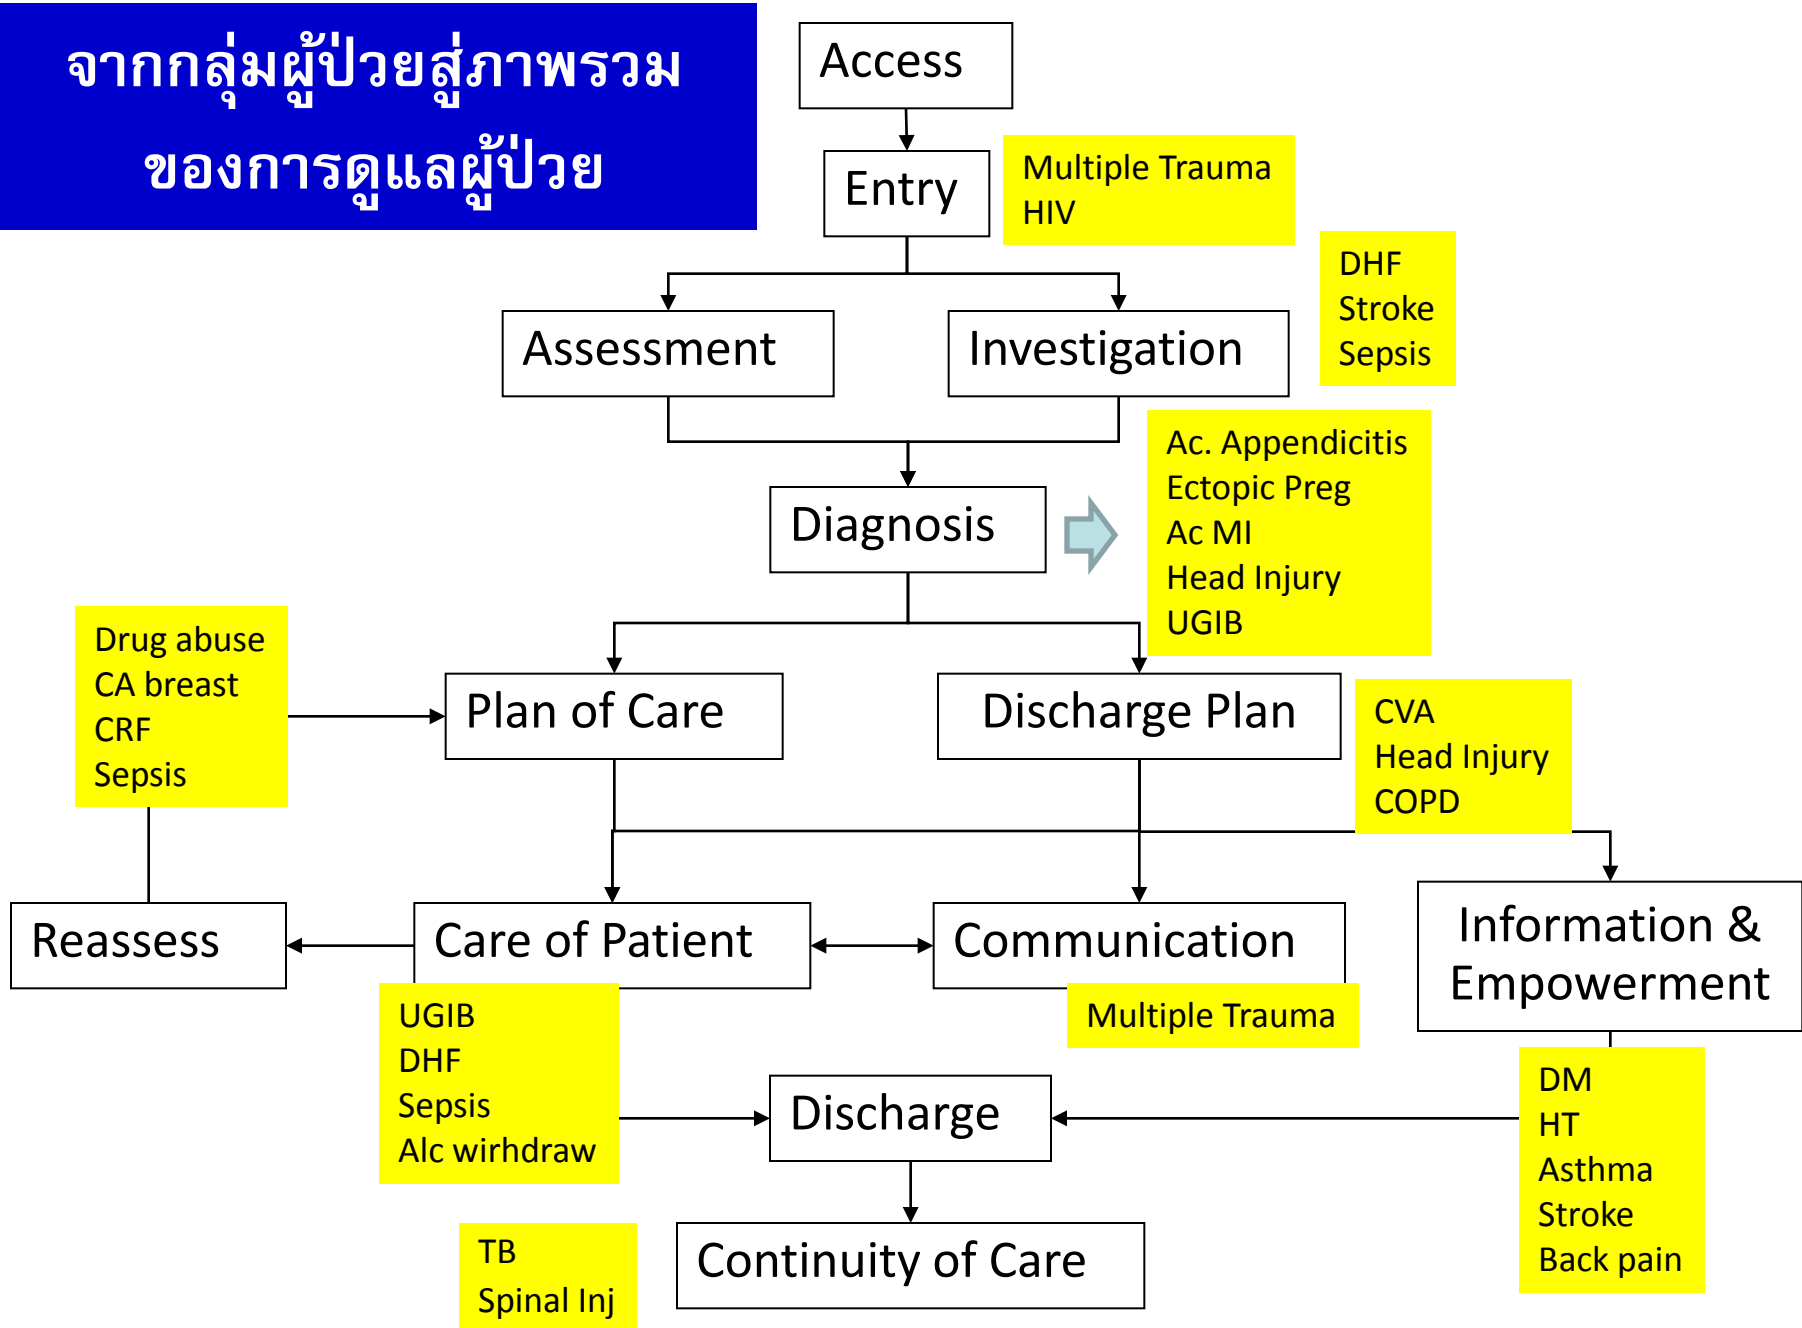 จากกลุ่มผู้ป่วยสู่ภาพรวม
ของการดูแลผู้ป่วย
Access
Entry
Multiple Trauma
HIV
DHF
Stroke
Sepsis
Assessment
Investigation
Ac. Appendicitis
Ectopic Preg
Ac MI
Head Injury
UGIB
Diagnosis
Drug abuse
CA breast
CRF
Sepsis
Plan of Care
Discharge Plan
CVA
Head Injury
COPD
Reassess
Care of Patient
Communication
Information &
Empowerment
UGIB
DHF
Sepsis
Alc wirhdraw
Multiple Trauma
Discharge
DM
HT
Asthma
Stroke
Back pain
TB
Spinal Inj
Continuity of Care